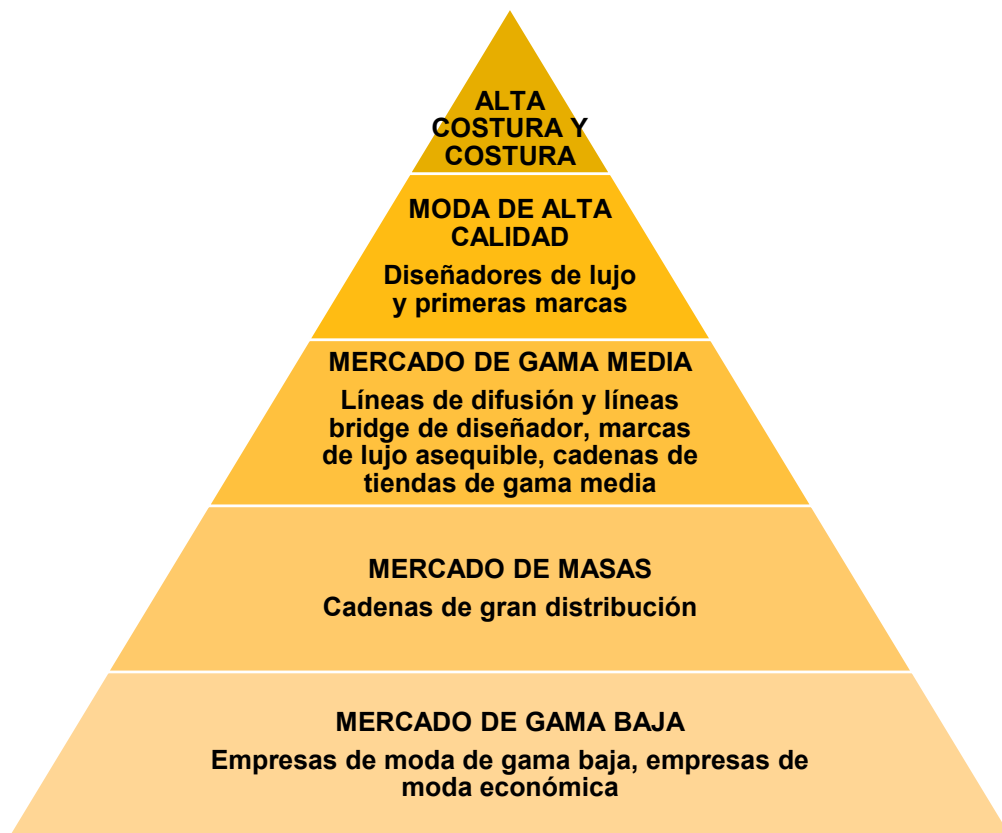 ALTA
COSTURA Y
COSTURA
MODA DE ALTA
CALIDAD
Diseñadores de lujo
y primeras marcas
MERCADO DE GAMA MEDIA
Líneas de difusión y líneas
bridge de diseñador, marcas
de lujo asequible, cadenas de
tiendas de gama media
MERCADO DE MASAS
Cadenas de gran distribución
MERCADO DE GAMA BAJA
Empresas de moda de gama baja, empresas de
moda económica